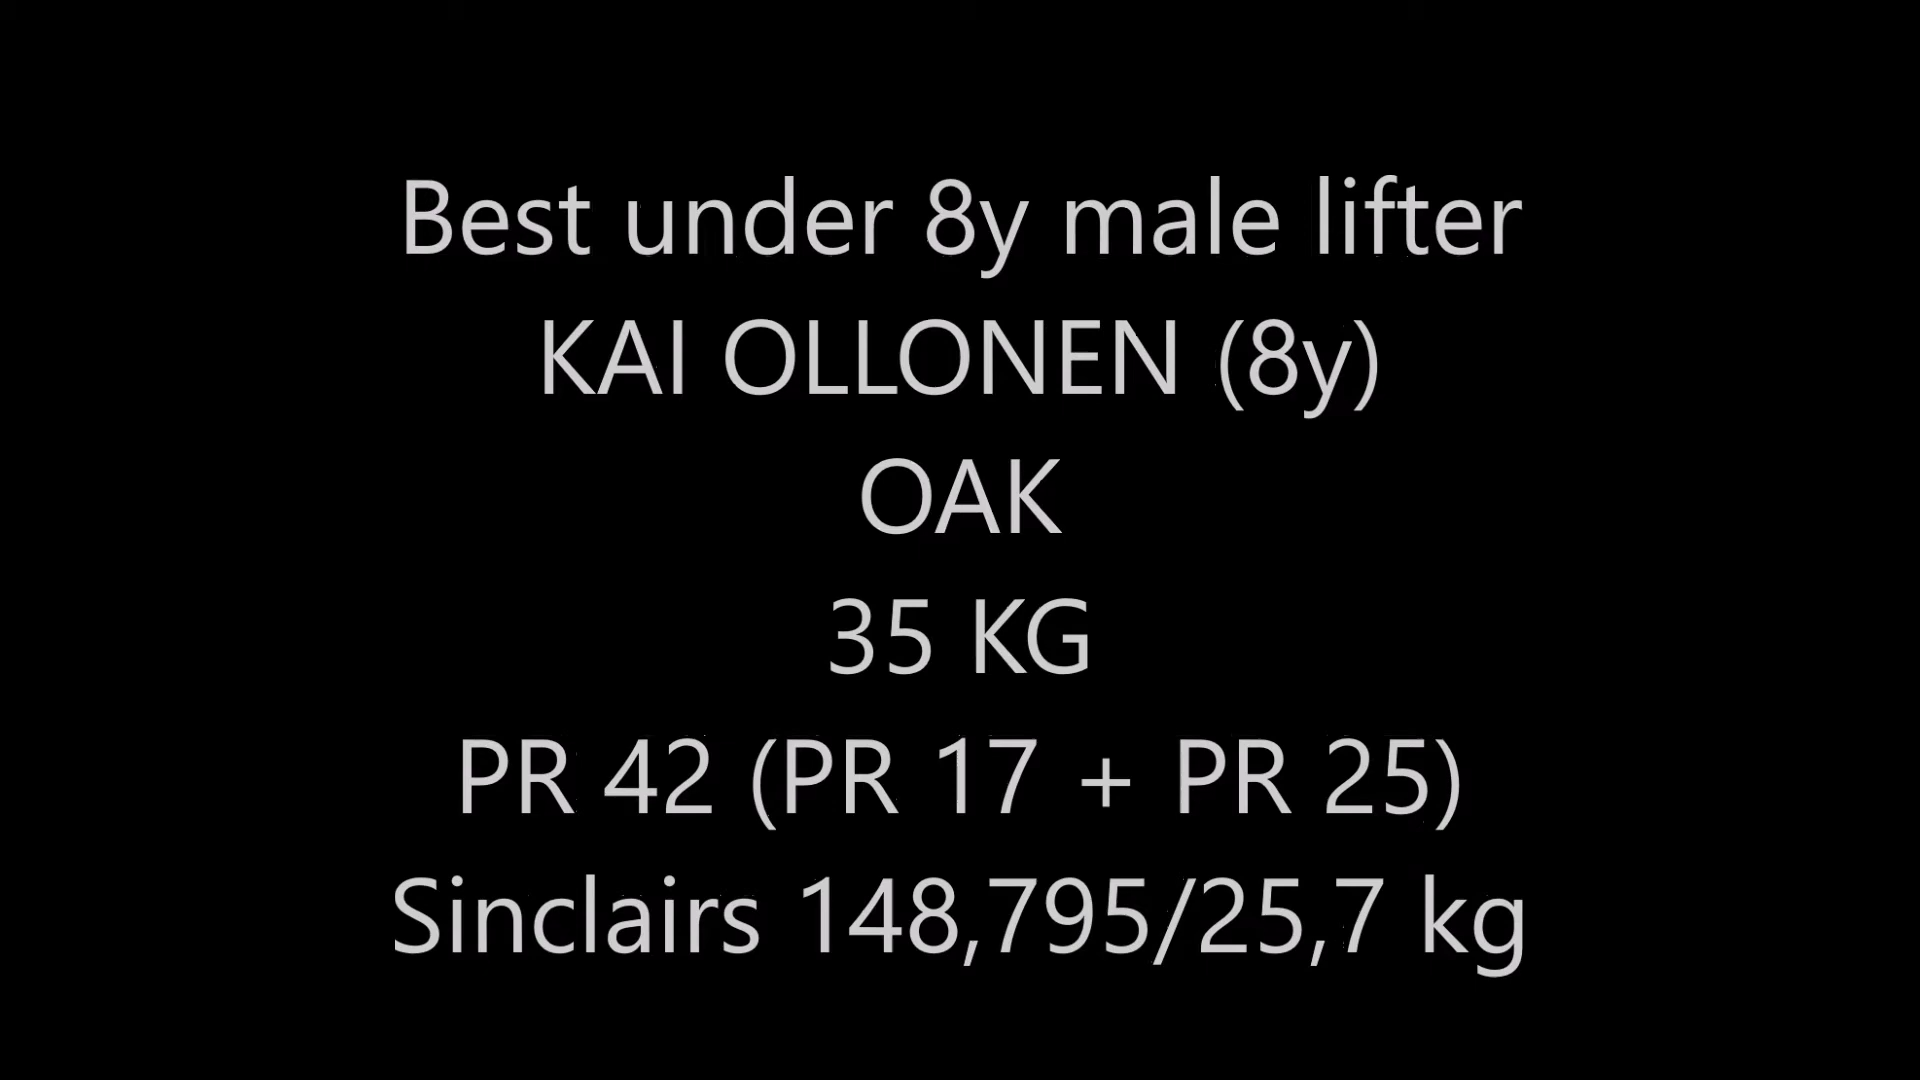 Best under 8y male lifter
KAI OLLONEN (8y)
OAK
35 KG
PR 42 (PR 17 + PR 25)
Sinclairs 148,795/25,7 kg